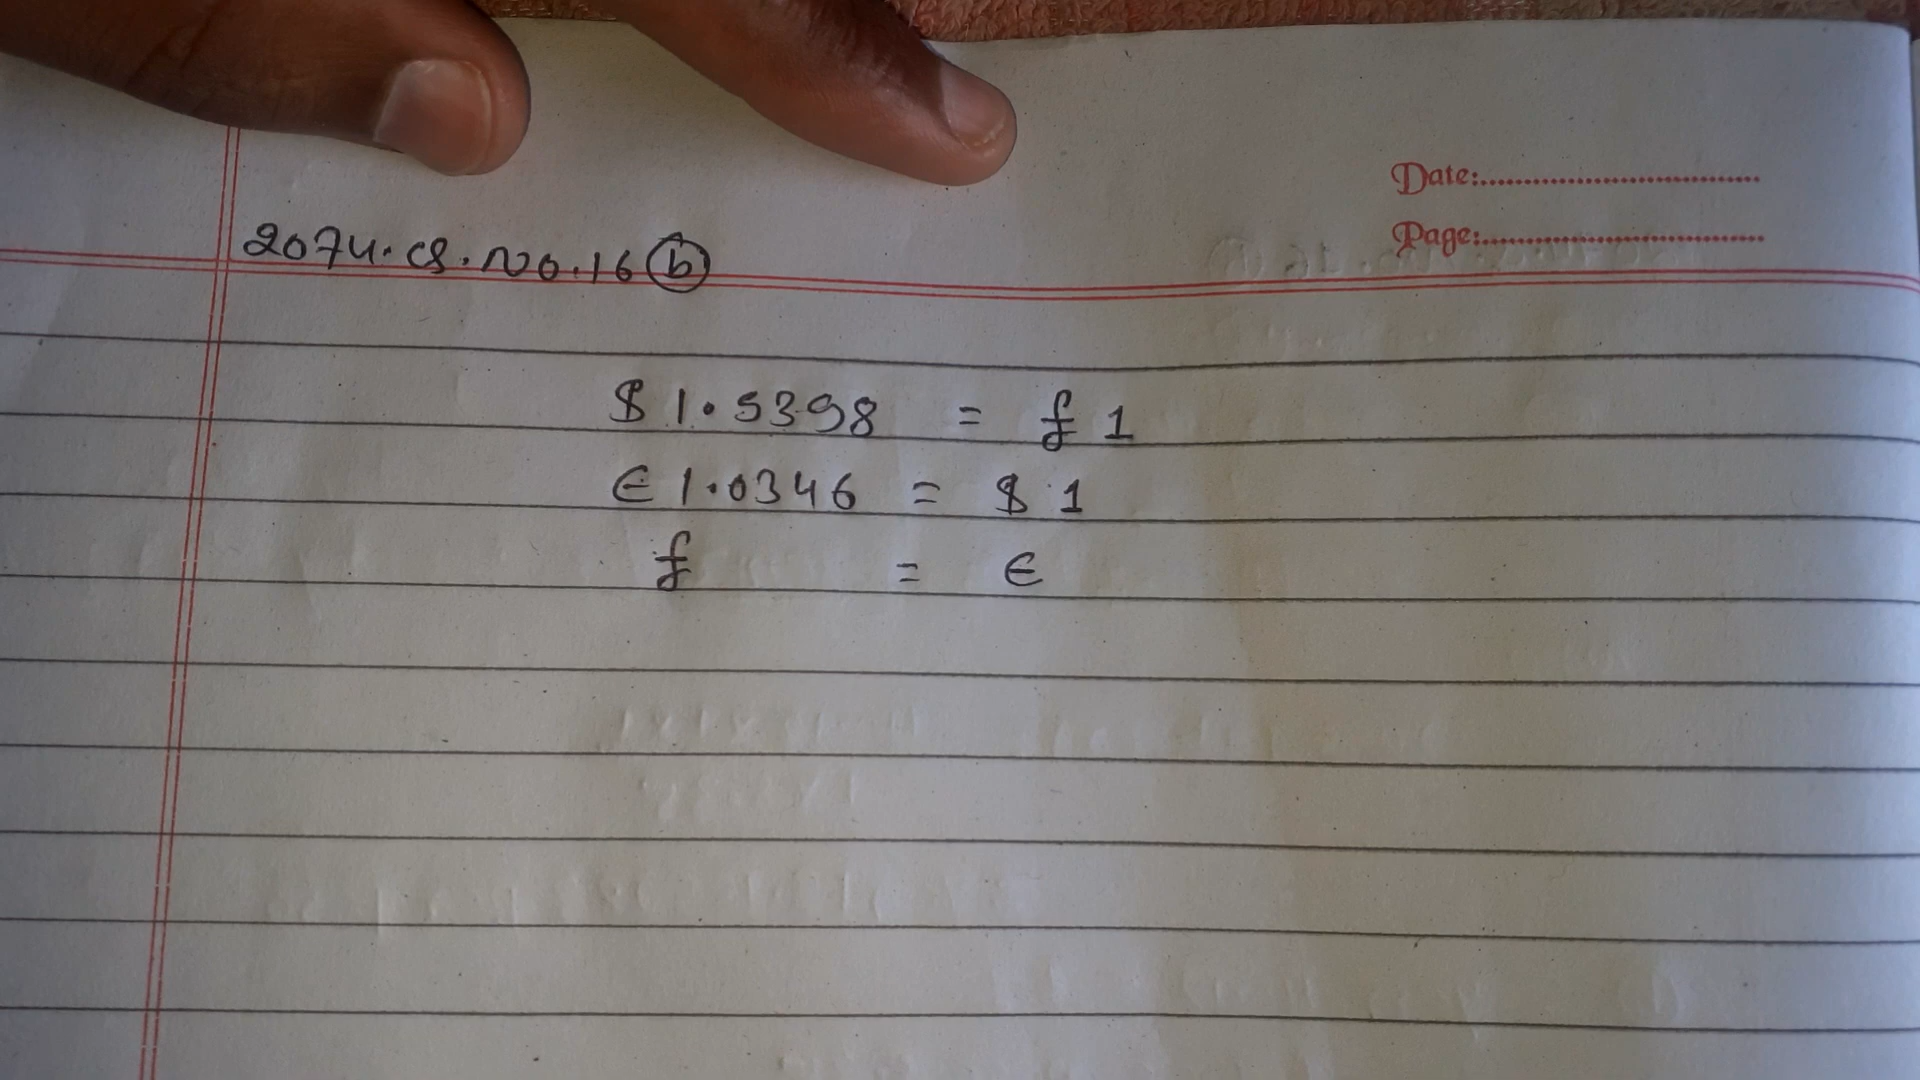 Date:
Page:
2074. Q. No. 16 (b)
$ 1.5398 = £ 1
€ 1.0346 = $ 1
£ = €